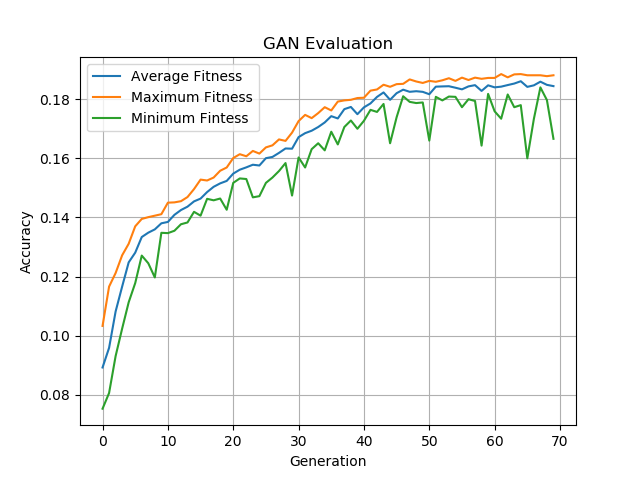 GAN Evaluation
Average Fitness
Maximum Fitness
Minimum Fintess
0.18
0.16
0.14
0.12
0.10
0.08
Accuracy
0 10 20 30 40 50 60 70
Generation